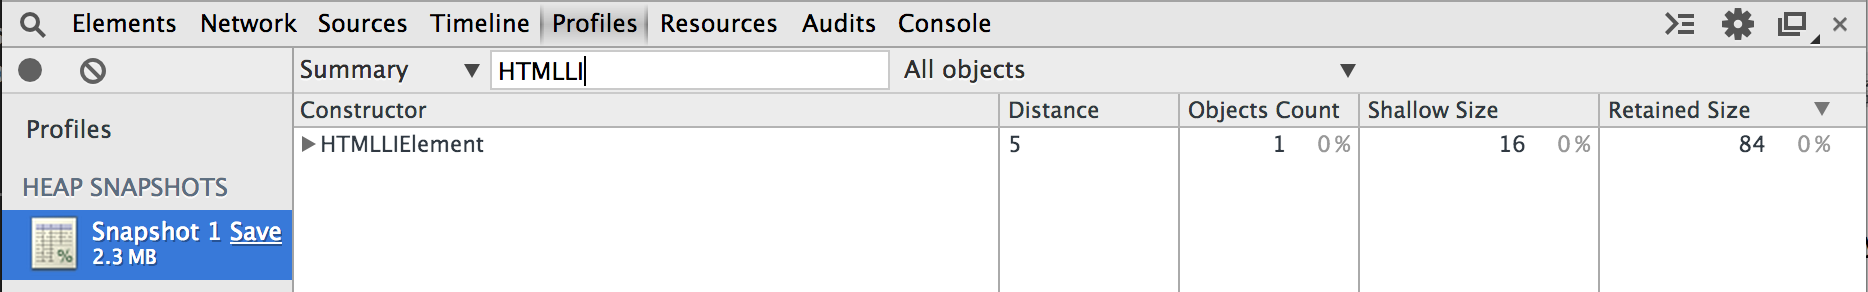 Elements Network Sources Timeline Profiles Resources Audits Console
Summary HTMLLI All objects
Constructor Distance Objects Count Shallow Size Retained Size
Profiles
HTMLLIElement 5 1 0% 16 0% 84 0%
HEAP SNAPSHOTS
Snapshot 1 Save
2.3 MB